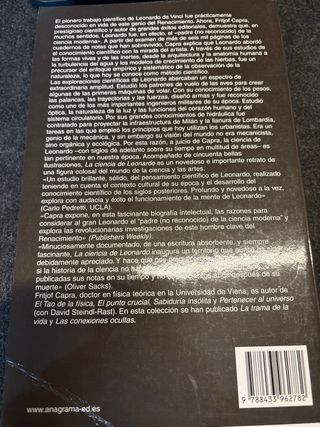 El pionero trabajo científico de Leonardo da Vinci fue prácticamente
desconocido en vida de este genio del Renacimiento. Ahora, Fritjof Capra,
prestigioso científico y autor de grandes éxitos editoriales, demuestra que, en
muchos sentidos, Leonardo fue, en efecto, el «padre no reconocido» de la
ciencia moderna». A partir del examen de más de seis mil páginas de los
cuadernos de notas que han sobrevivido, Capra explica que Leonardo abordó
el conocimiento científico con la mirada del artista. A través de sus estudios de
las formas vivas y de las inertes, desde la arquitectura y la anatomía humana a
la turbulencia del agua y los modelos de crecimiento de las hierbas, fue un
precursor del enfoque empírico y sistemático de la observación de la
naturaleza, lo que hoy se conoce como método científico.
Las exploraciones científicas de Leonardo abarcaban un espectro de
extraordinaria amplitud. Estudió los patrones de vuelo de las aves para crear
algunas de las primeras máquinas de volar. Con su conocimiento de los pesos,
las palancas, las trayectorias y las fuerzas, diseñó armas y fue reconocido
como uno de los más importantes ingenieros militares de su época. Estudió
óptica, la naturaleza de la luz y las funciones del corazón humano y del
sistema circulatorio. Por sus grandes conocimientos de hidráulica fue
contratado para proyectar la infraestructura de Milán y la llanura de Lombardía,
tareas en las que empleó los principios que hoy utilizan los urbanistas. Era un
genio de la mecánica, y sin embargo su visión del mundo no era mecanicista,
sino orgánica y ecológica. Por esta razón, a juicio de Capra, la ciencia de
Leonardo –con siglos de adelanto sobre su tiempo en multitud de áreas– es
tan pertinente en nuestra época. Acompañado de cincuenta bellas
ilustraciones, La ciencia de Leonardo es un novedoso e importante retrato de
una figura colosal del mundo de la ciencia y las artes.
«Un estudio brillante, sólido, del pensamiento científico de Leonardo, realizado
teniendo en cuenta el contexto cultural de su época y el desarrollo del
conocimiento científico de los siglos posteriores. Profundo y novedoso a la vez,
explora con audacia y éxito el funcionamiento de la mente de Leonardo»
(Carlo Pedretti, UCLA).
«Capra expone, en esta fascinante biografía intelectual, las razones para
considerar al gran Leonardo el "padre (no reconocido) de la ciencia moderna" y
explora las revolucionarias investigaciones de este hombre clave del
Renacimiento» (Publishers Weekly).
«Minuciosamente documentado, de una escritura absorbente, y siempre
fascinante, La ciencia de Leonardo inaugura un territorio que
debidamente apreciado. Y hace que nos
si la historia de la ciencia no ha
publicadas sus notas en su tiempo y no después de su
muerte» (Oliver Sacks).
Fritjof Capra, doctor en física teórica en la Universidad de Viena, es autor de
El Tao de la física, El punto crucial, Sabiduría insólita y Pertenecer al universo
(con David Steindl-Rast). En esta colección se han publicado La trama de la
vida y Las conexiones ocultas.
www.anagrama-ed.es
9 788433 962782